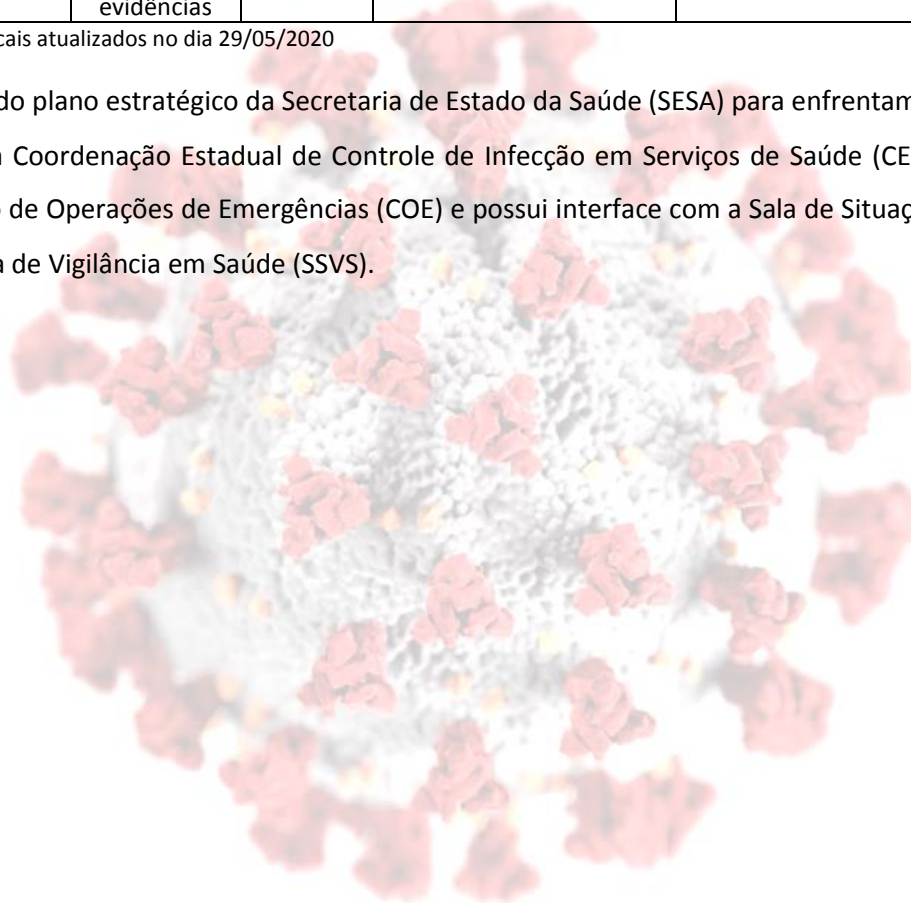 evidências
cais atualizados no dia 29/05/2020
do plano estratégico da Secretaria de Estado da Saúde (SESA) para enfrentam
Coordenação Estadual de Controle de Infecção em Serviços de Saúde (CE
de Operações de Emergências (COE) e possui interface com a Sala de Situaç
de Vigilância em Saúde (SSVS).